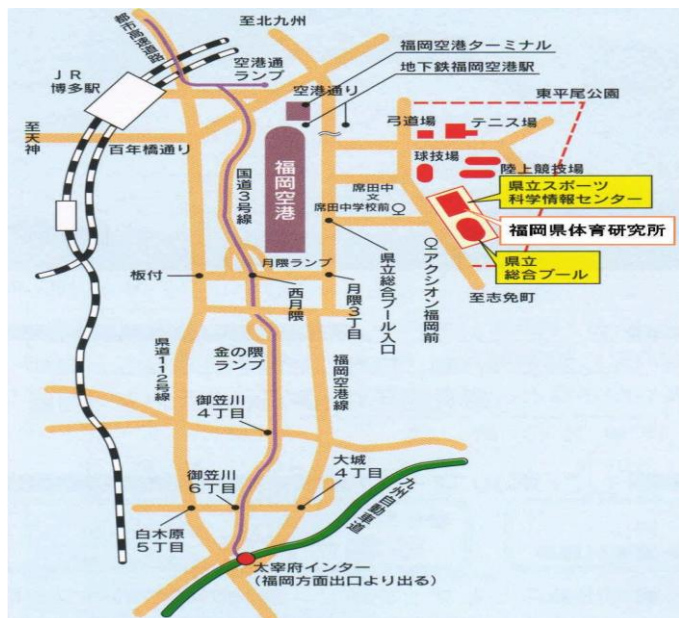 至北九州
都市高速道路
福岡空港ターミナル
空港通
ランプ
地下鉄福岡空港駅
JR
博多駅
空港通り
東平尾公園
至天神
弓道場
テニス場
百年橋通り
球技場
陸上競技場
国道3号線
福岡空港
席田中
文
席田中学校前
県立スポーツ
科学情報センター
福岡県体育研究所
県立
総合プール
アクシオン福岡前
月隈ランプ
板付
西月隈
月隈3丁目
県立総合プール入口
至志免町
県道112号線
金の隈
ランプ
福岡空港線
御笠川
4丁目
大城
4丁目
御笠川
6丁目
九州自動車道
白木原
5丁目
太宰府インター
(福岡方面出口より出る)